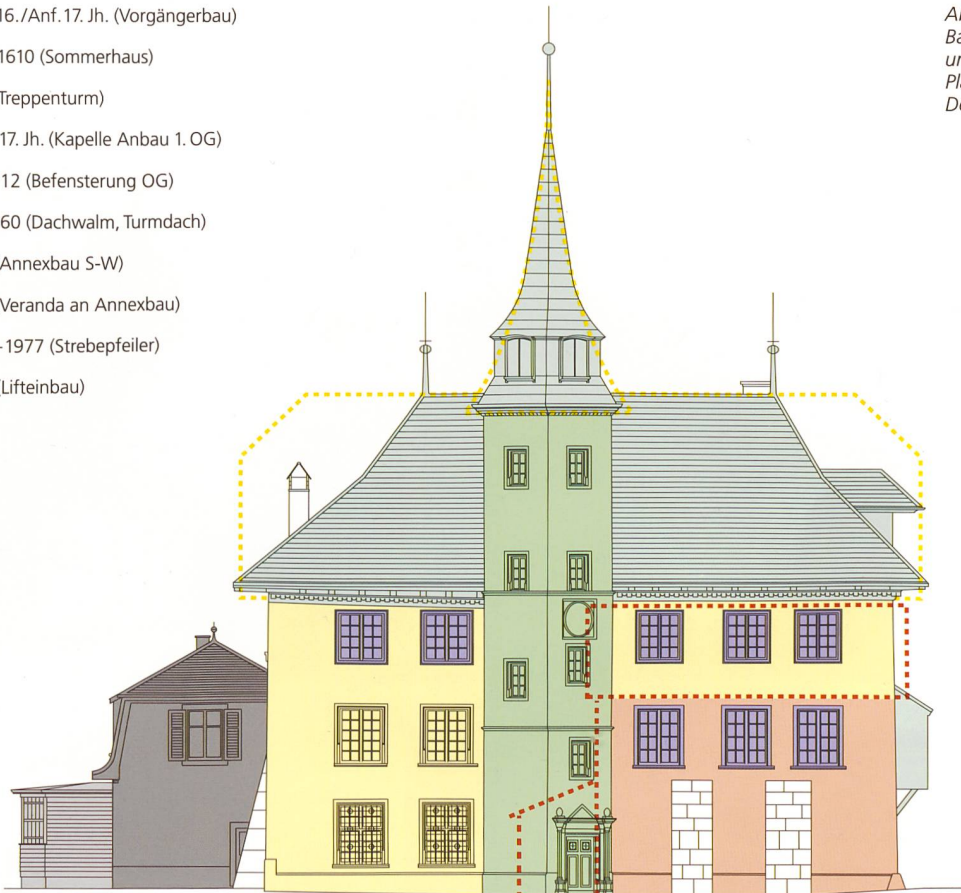 16./Anf. 17. Jh. (Vorgängerbau)
1610 (Sommerhaus)
Treppenturm)
17. Jh. (Kapelle Anbau 1. OG)
12 (Befensterung OG)
60 (Dachwalm, Turmdach)
Annexbau S-W)
Veranda an Annexbau)
-1977 (Strebepfeiler)
Lifteinbau)